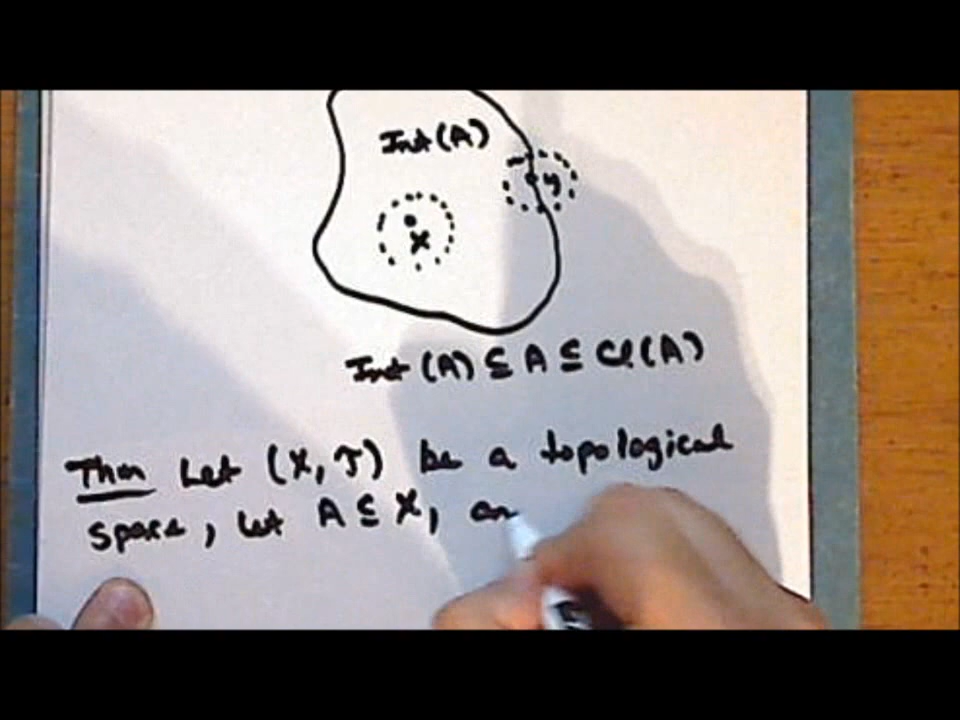 Int(A)
y
x
Int(A) ⊆ A ⊆ Cl(A)
Thm Let (X, 𝒯) be a topological
space, let A ⊆ X, an